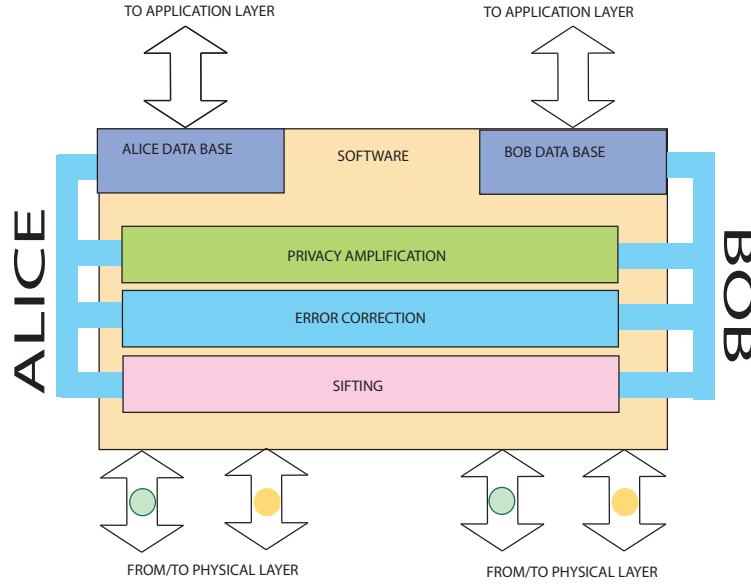 TO APPLICATION LAYER
TO APPLICATION LAYER
ALICE DATA BASE
SOFTWARE
BOB DATA BASE
ALICE
BOB
PRIVACY AMPLIFICATION
ERROR CORRECTION
SIFTING
FROM/TO PHYSICAL LAYER
FROM/TO PHYSICAL LAYER